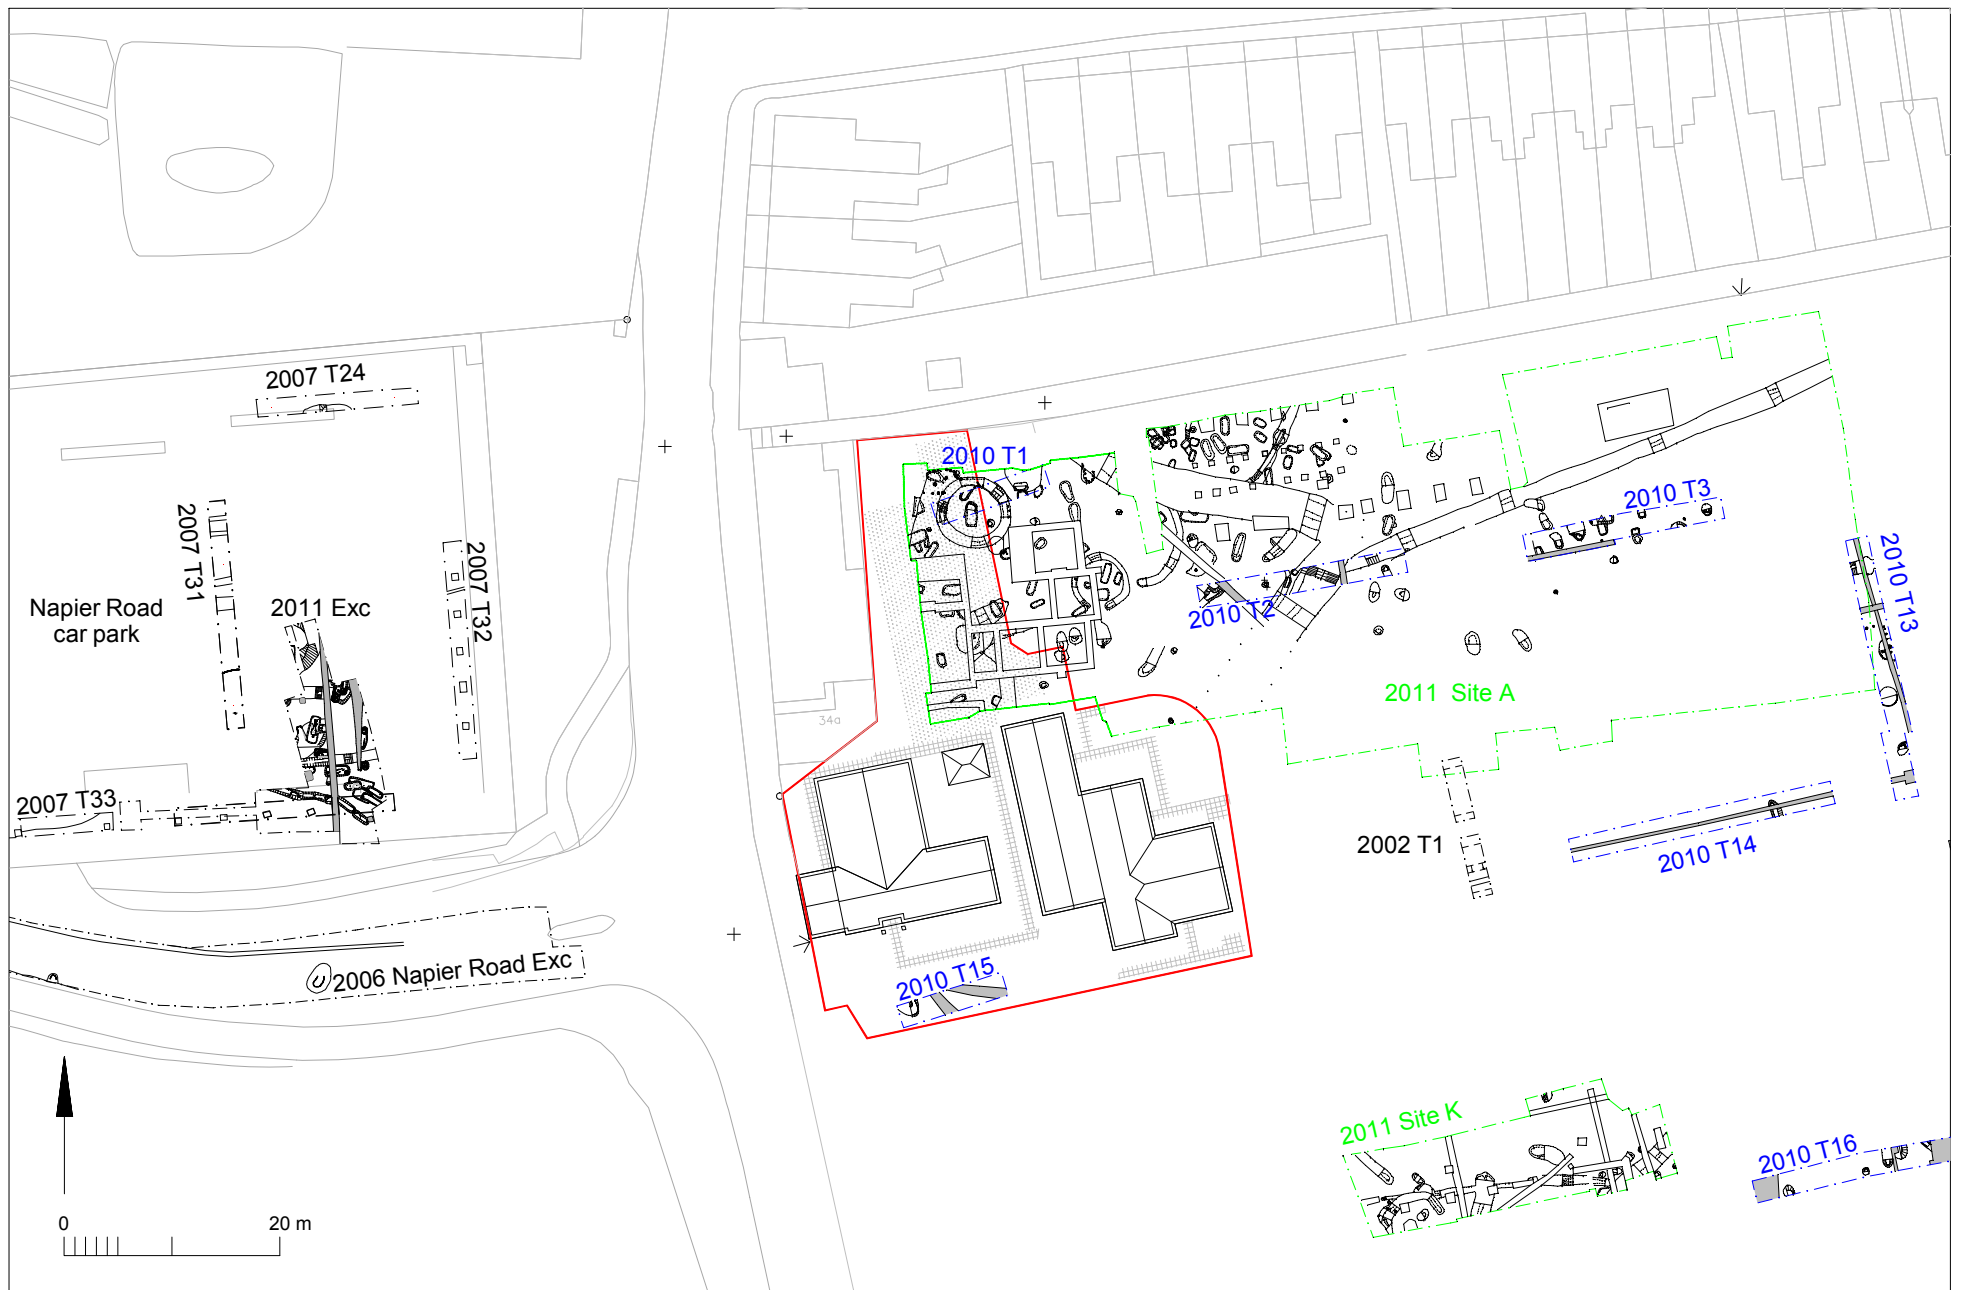 2007 T24
2010 T1
2007 T31
2007 T32
2010 T3
2010 T13
Napier Road
car park
2011 Exc
2010 T2
2011 Site A
34a
2007 T33
2002 T1
2010 T14
2006 Napier Road Exc
2010 T15
2011 Site K
2010 T16
0
20 m